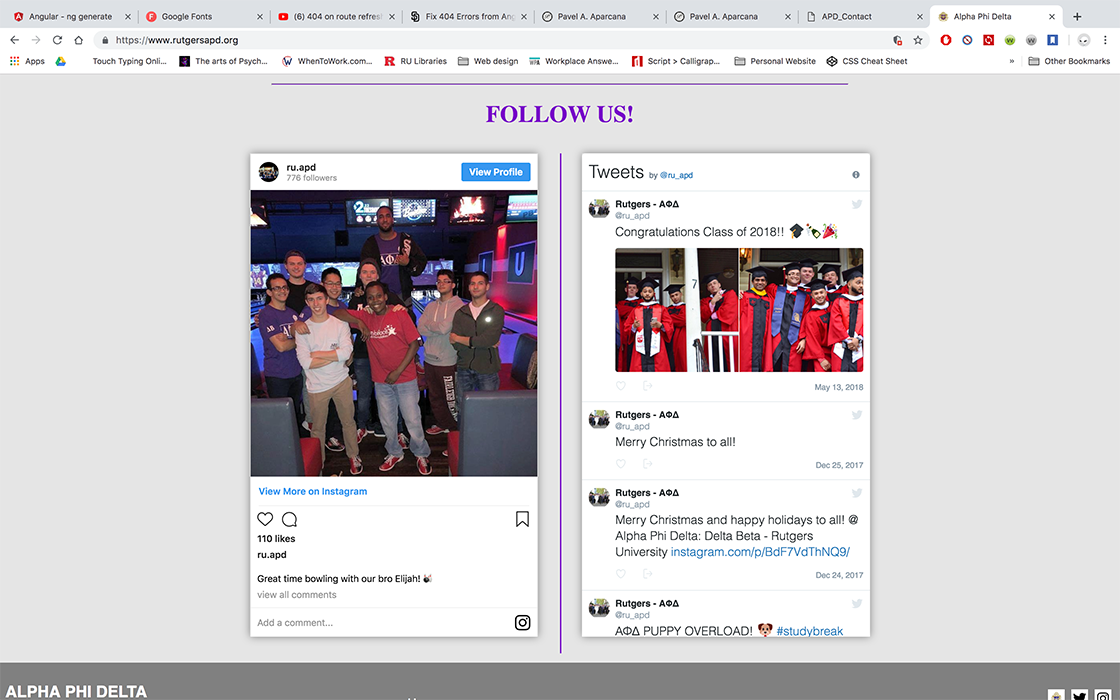 Angular - ng generate
Google Fonts
(6) 404 on route refres
Fix 404 Errors from Ang
Pavel A. Aparcana
Pavel A. Aparcana
APD_Contact
Alpha Phi Delta
https://www.rutgersapd.org
Apps
Touch Typing Onli...
The arts of Psych...
WhenToWork.com...
RU Libraries
Web design
Workplace Answe...
Script > Calligrap...
Personal Website
CSS Cheat Sheet
»
Other Bookmarks
FOLLOW US!
ru.apd
776 followers
View Profile
View More on Instagram
110 likes
ru.apd
Great time bowling with our bro Elijah! 🎳
view all comments
Add a comment...
Tweets by @ru_apd
Rutgers - ΑΦΔ
@ru_apd
Congratulations Class of 2018!! 🎓🍾🎉
7
May 13, 2018
Rutgers - ΑΦΔ
@ru_apd
Merry Christmas to all!
Dec 25, 2017
Rutgers - ΑΦΔ
@ru_apd
Merry Christmas and happy holidays to all! @
Alpha Phi Delta: Delta Beta - Rutgers
University instagram.com/p/BdF7VdThNQ9/
Dec 24, 2017
Rutgers - ΑΦΔ
@ru_apd
ΑΦΔ PUPPY OVERLOAD! 🐶 #studybreak
ALPHA PHI DELTA